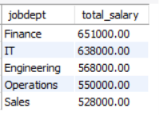 jobdept total_salary
Finance 651000.00
IT 638000.00
Engineering 568000.00
Operations 550000.00
Sales 528000.00